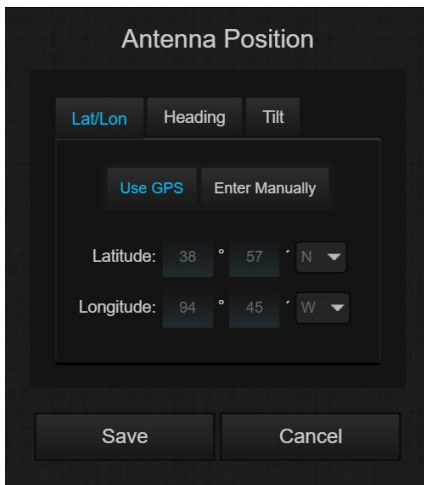 Antenna Position
Lat/Lon Heading Tilt
Use GPS Enter Manually
Latitude: 38 ° 57 ´ N
Longitude: 94 ° 45 ´ W
Save Cancel